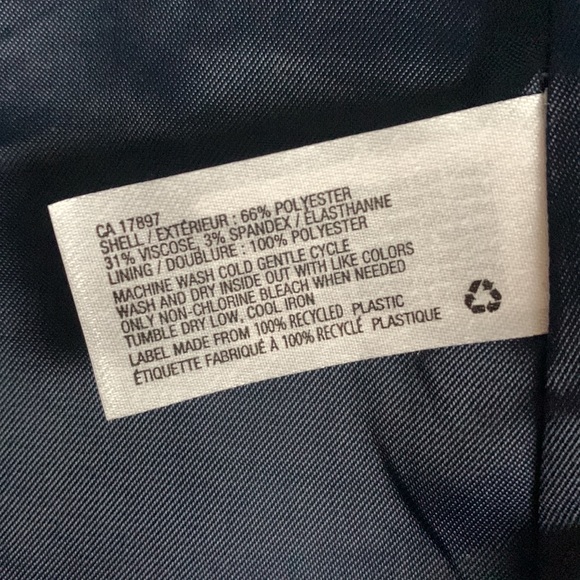 CA 17897
SHELL / EXTÉRIEUR : 66% POLYESTER
31% VISCOSE, 3% SPANDEX / ÉLASTHANNE
LINING / DOUBLURE : 100% POLYESTER
MACHINE WASH COLD GENTLE CYCLE
WASH AND DRY INSIDE OUT WITH LIKE COLORS
ONLY NON-CHLORINE BLEACH WHEN NEEDED
TUMBLE DRY LOW, COOL IRON
LABEL MADE FROM 100% RECYCLED PLASTIC
ÉTIQUETTE FABRIQUÉ À 100% RECYCLÉ PLASTIQUE